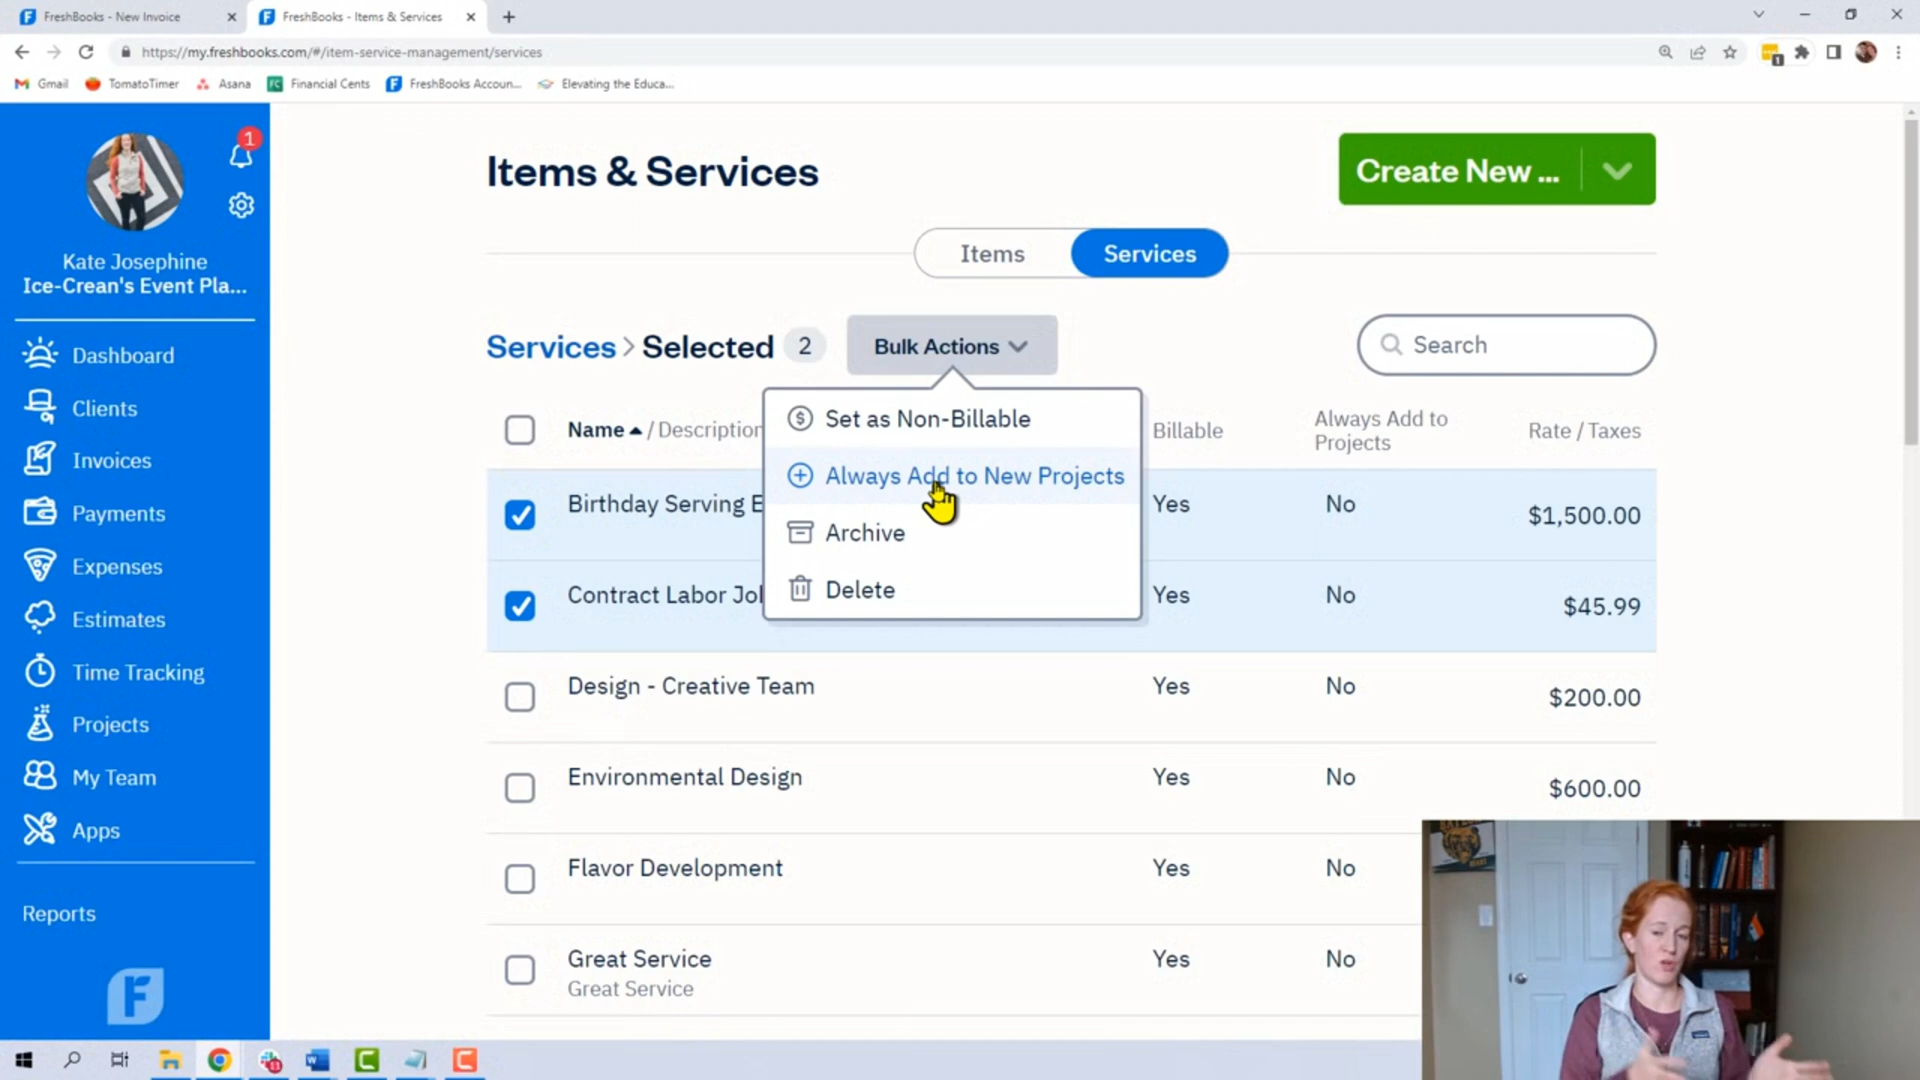 FreshBooks - New Invoice
FreshBooks - Items & Services
https://my.freshbooks.com/#/item-service-management/services
1
Gmail
TomatoTimer
Asana
FC Financial Cents
FreshBooks Accoun...
Elevating the Educa...
1
Kate Josephine
Ice-Crean's Event Pla...
Dashboard
Clients
Invoices
Payments
Expenses
Estimates
Time Tracking
Projects
My Team
Apps
Reports
F
Items & Services
Create New ...
Items
Services
Services > Selected 2
Bulk Actions
Search
Set as Non-Billable
Always Add to New Projects
Archive
Delete
Name / Description
Billable
Always Add to
Projects
Rate / Taxes
Birthday Serving E
Yes
No
$1,500.00
Contract Labor Jo
Yes
No
$45.99
Design - Creative Team
Yes
No
$200.00
Environmental Design
Yes
No
$600.00
Flavor Development
Yes
No
Great Service
Great Service
Yes
No